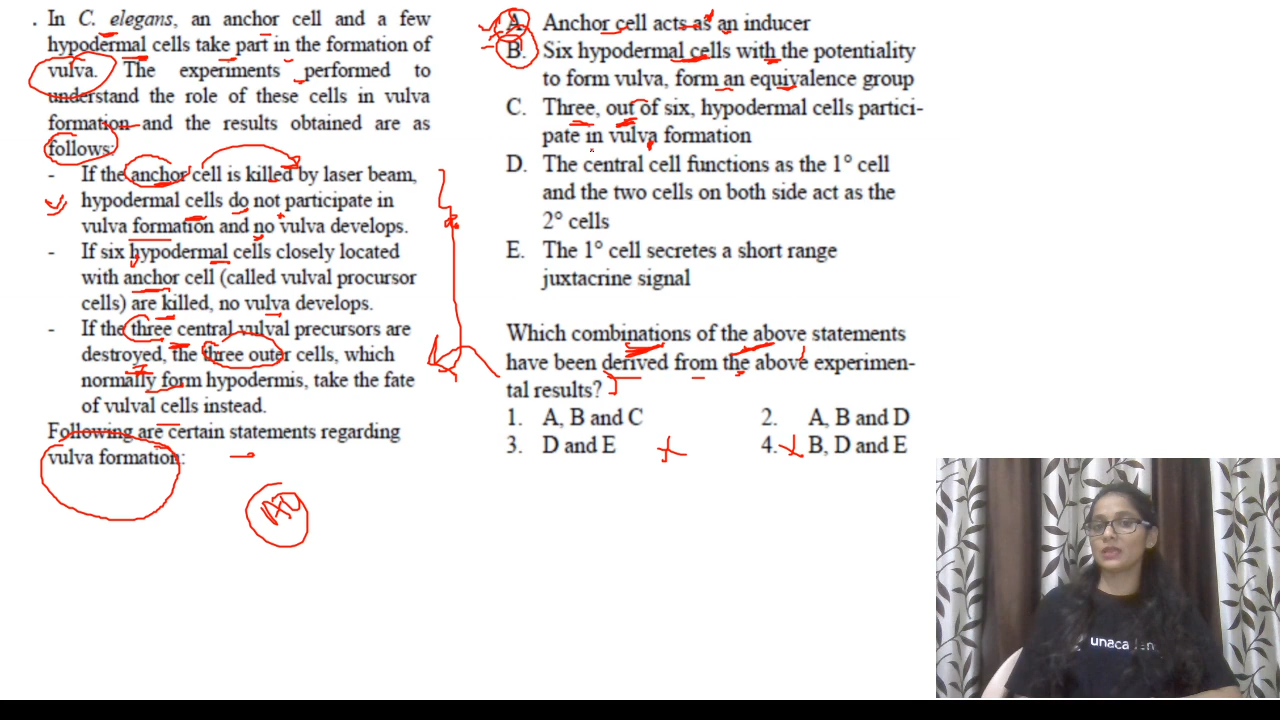 . In C. elegans, an anchor cell and a few
hypodermal cells take part in the formation of
vulva. The experiments performed to
understand the role of these cells in vulva
formation and the results obtained are as
follows:
- If the anchor cell is killed by laser beam,
hypodermal cells do not participate in
vulva formation and no vulva develops.
- If six hypodermal cells closely located
with anchor cell (called vulval procursor
cells) are killed, no vulva develops.
- If the three central vulval precursors are
destroyed, the three outer cells, which
normally form hypodermis, take the fate
of vulval cells instead.
Following are certain statements regarding
vulva formation:
A. Anchor cell acts as an inducer
B. Six hypodermal cells with the potentiality
to form vulva, form an equivalence group
C. Three, out of six, hypodermal cells partici-
pate in vulva formation
D. The central cell functions as the 1° cell
and the two cells on both side act as the
2° cells
E. The 1° cell secretes a short range
juxtacrine signal
Which combinations of the above statements
have been derived from the above experimen-
tal results?
1. A, B and C
2. A, B and D
3. D and E
4. B, D and E
unaca